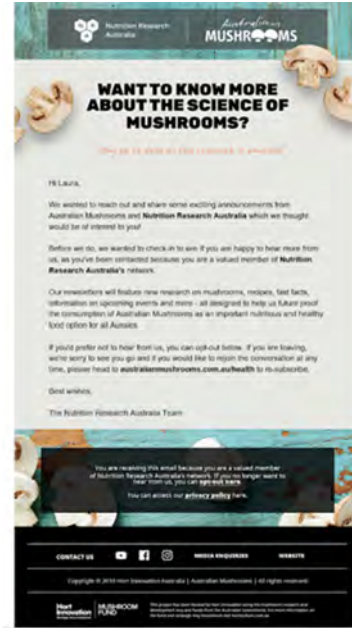 Nutrition Research
Australia
Australian
MUSHROOMS
WANT TO KNOW MORE
ABOUT THE SCIENCE OF
MUSHROOMS?
Hi Laura,
We wanted to reach out and share some exciting announcements from
Australian Mushrooms and Nutrition Research Australia which we thought
would be of interest to you!
Before we do, we wanted to check-in to see if you are happy to hear more from
us, as you've been contacted because you are a valued member of Nutrition
Research Australia's network.
Our newsletters will feature new research on mushrooms, recipes, fast facts,
information on upcoming events and more - all designed to help us future proof
the consumption of Australian Mushrooms as an important nutritious and healthy
food option for all Aussies.
If you'd prefer not to hear from us, you can opt-out below. If you are leaving,
we're sorry to see you go and if you would like to rejoin the conversation at any
time, please head to australianmushrooms.com.au/health to re-subscribe.
Best wishes,
The Nutrition Research Australia Team
You are receiving this email because you are a valued member
of Nutrition Research Australia's network. If you no longer want to
hear from us, you can opt-out here.
You can access our privacy policy here.
CONTACT US
MEDIA ENQUIRIES
WEBSITE
Copyright © 2019 Hort Innovation Australia | Australian Mushrooms | All rights reserved
Hort
Innovation
MUSHROOM
FUND